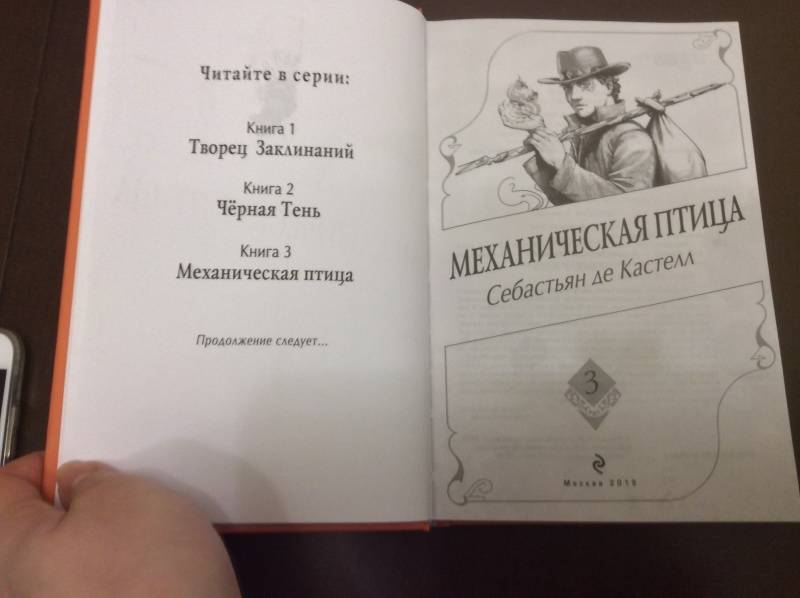 Читайте в серии:
Книга 1
Творец Заклинаний
Книга 2
Чёрная Тень
Книга 3
Механическая птица
Продолжение следует...
МЕХАНИЧЕСКАЯ ПТИЦА
Себастьян де Кастелл
3
Москва 2019